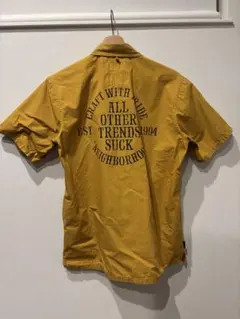 CRAFT WITH PRIDE
ALL
OTHER
EST. TRENDS 1994
SUCK
NEIGHBORHOOD